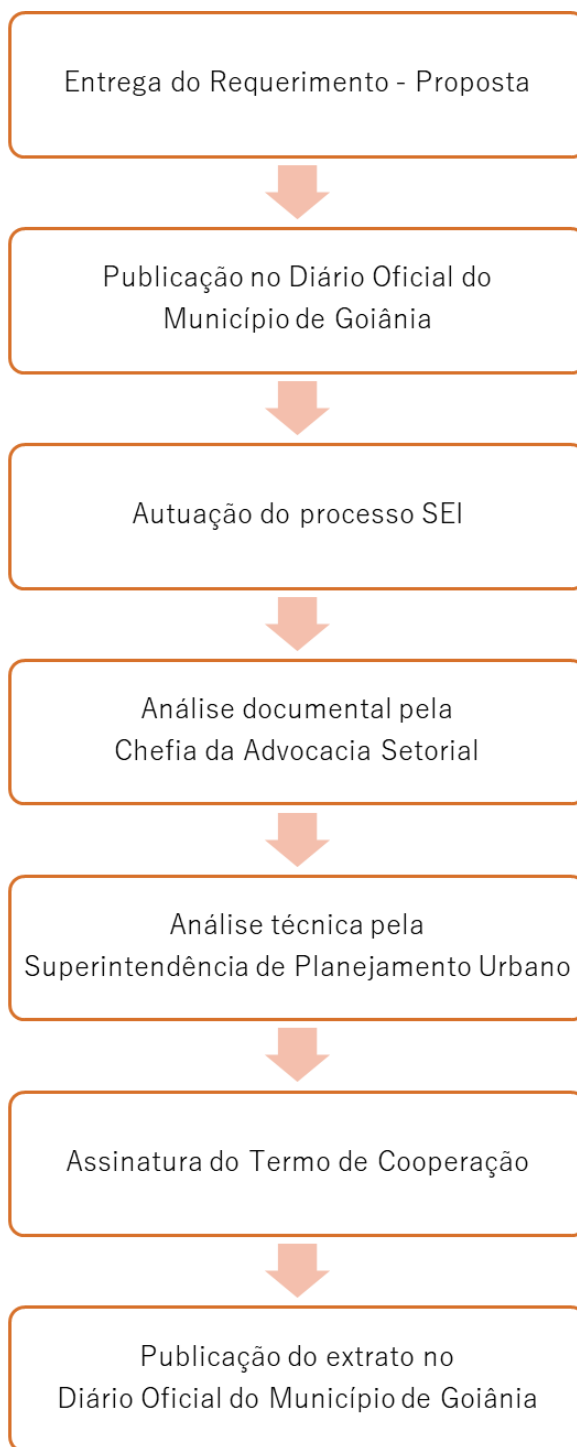 Entrega do Requerimento - Proposta
Publicação no Diário Oficial do
Município de Goiânia
Autuação do processo SEI
Análise documental pela
Chefia da Advocacia Setorial
Análise técnica pela
Superintendência de Planejamento Urbano
Assinatura do Termo de Cooperação
Publicação do extrato no
Diário Oficial do Município de Goiânia